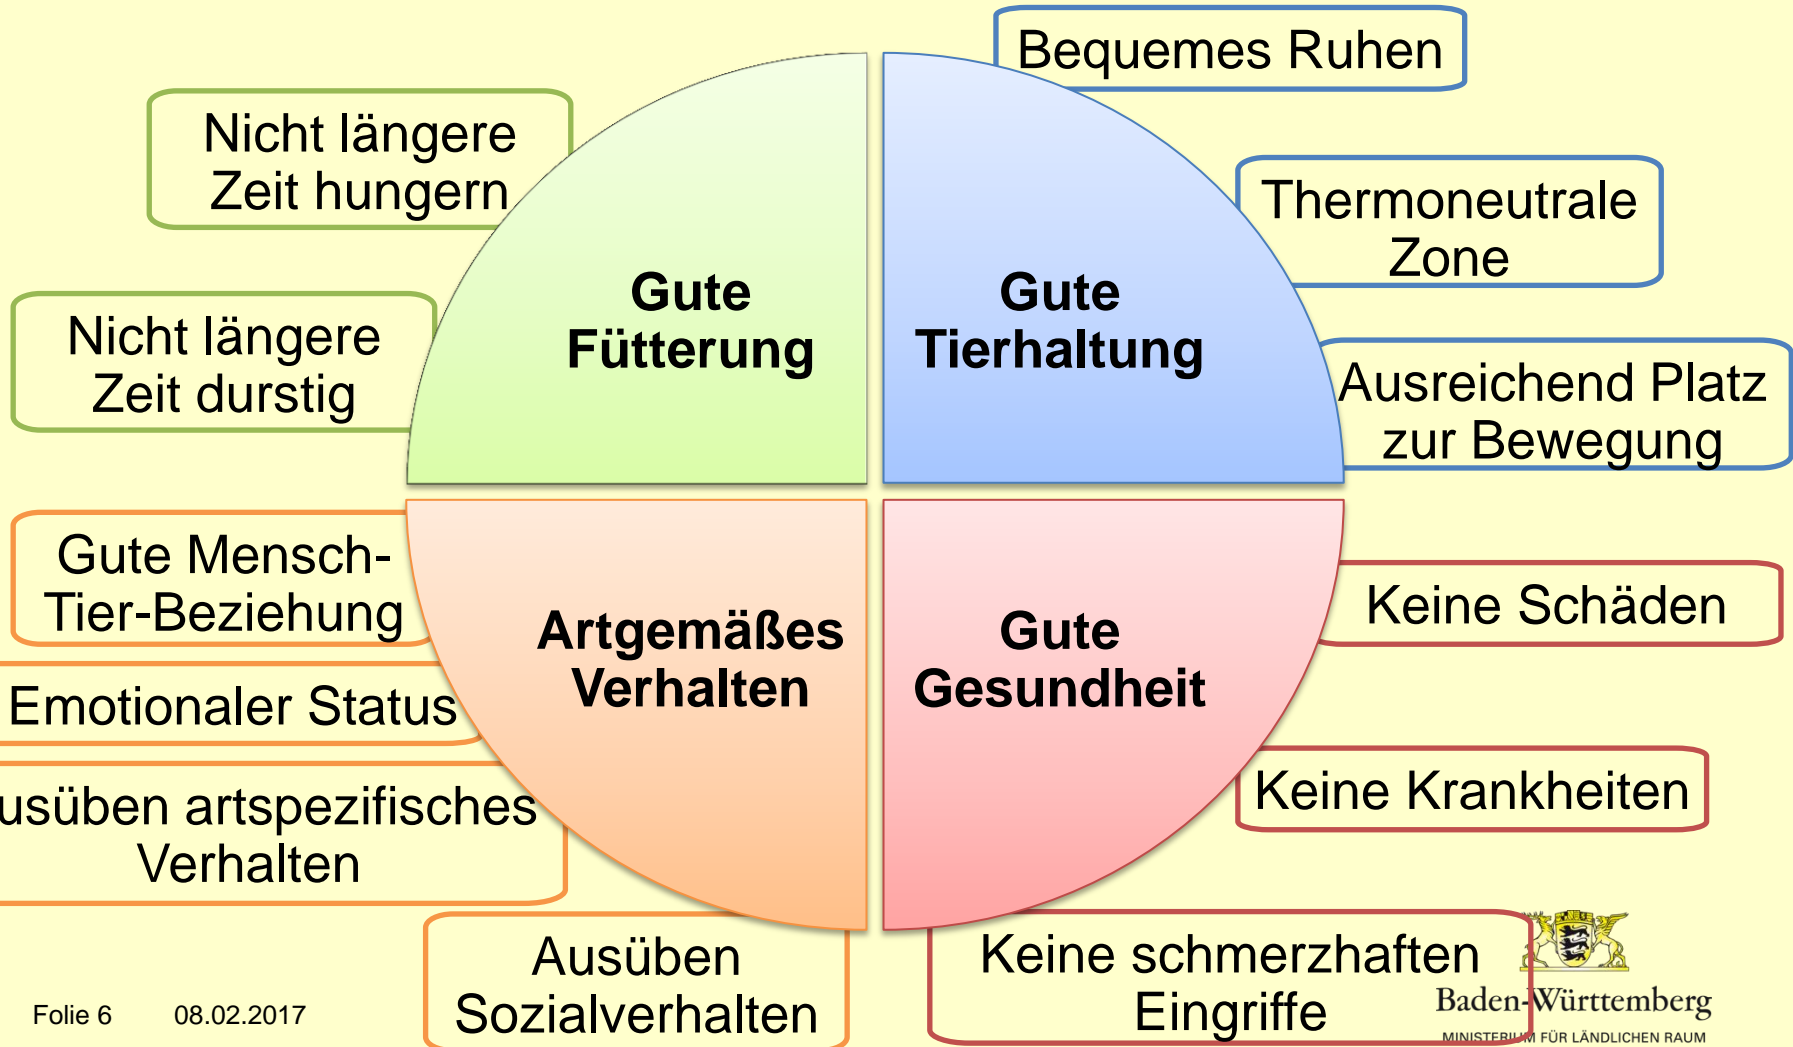 Bequemes Ruhen
Nicht längere
Zeit hungern
Thermoneutrale
Zone
Gute
Fütterung
Gute
Tierhaltung
Nicht längere
Zeit durstig
Ausreichend Platz
zur Bewegung
Gute Mensch-
Tier-Beziehung
Keine Schäden
Artgemäßes
Verhalten
Gute
Gesundheit
Emotionaler Status
usüben artspezifisches
Verhalten
Keine Krankheiten
Ausüben
Sozialverhalten
Keine schmerzhaften
Eingriffe
Baden-Württemberg
MINISTERIUM FÜR LÄNDLICHEN RAUM
Folie 6 08.02.2017